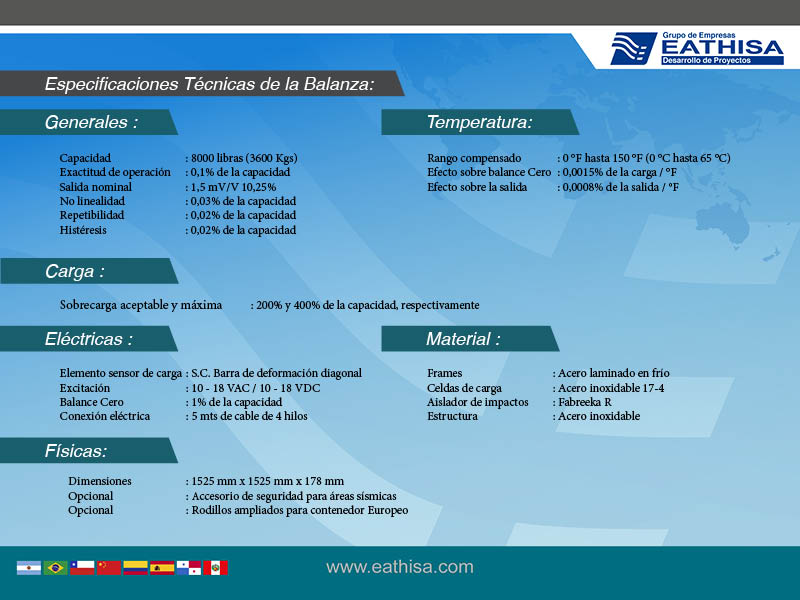 Grupo de Empresas
EATHISA
Desarrollo de Proyectos
Especificaciones Técnicas de la Balanza:
Generales :
Capacidad : 8000 libras (3600 Kgs)
Exactitud de operación : 0,1% de la capacidad
Salida nominal : 1,5 mV/V 10,25%
No linealidad : 0,03% de la capacidad
Repetibilidad : 0,02% de la capacidad
Histéresis : 0,02% de la capacidad
Temperatura:
Rango compensado : 0 ºF hasta 150 ºF (0 ºC hasta 65 ºC)
Efecto sobre balance Cero : 0,0015% de la carga / ºF
Efecto sobre la salida : 0,0008% de la salida / ºF
Carga :
Sobrecarga aceptable y máxima : 200% y 400% de la capacidad, respectivamente
Eléctricas :
Elemento sensor de carga : S.C. Barra de deformación diagonal
Excitación : 10 - 18 VAC / 10 - 18 VDC
Balance Cero : 1% de la capacidad
Conexión eléctrica : 5 mts de cable de 4 hilos
Material :
Frames : Acero laminado en frío
Celdas de carga : Acero inoxidable 17-4
Aislador de impactos : Fabreeka R
Estructura : Acero inoxidable
Físicas:
Dimensiones : 1525 mm x 1525 mm x 178 mm
Opcional : Accesorio de seguridad para áreas sísmicas
Opcional : Rodillos ampliados para contenedor Europeo
www.eathisa.com